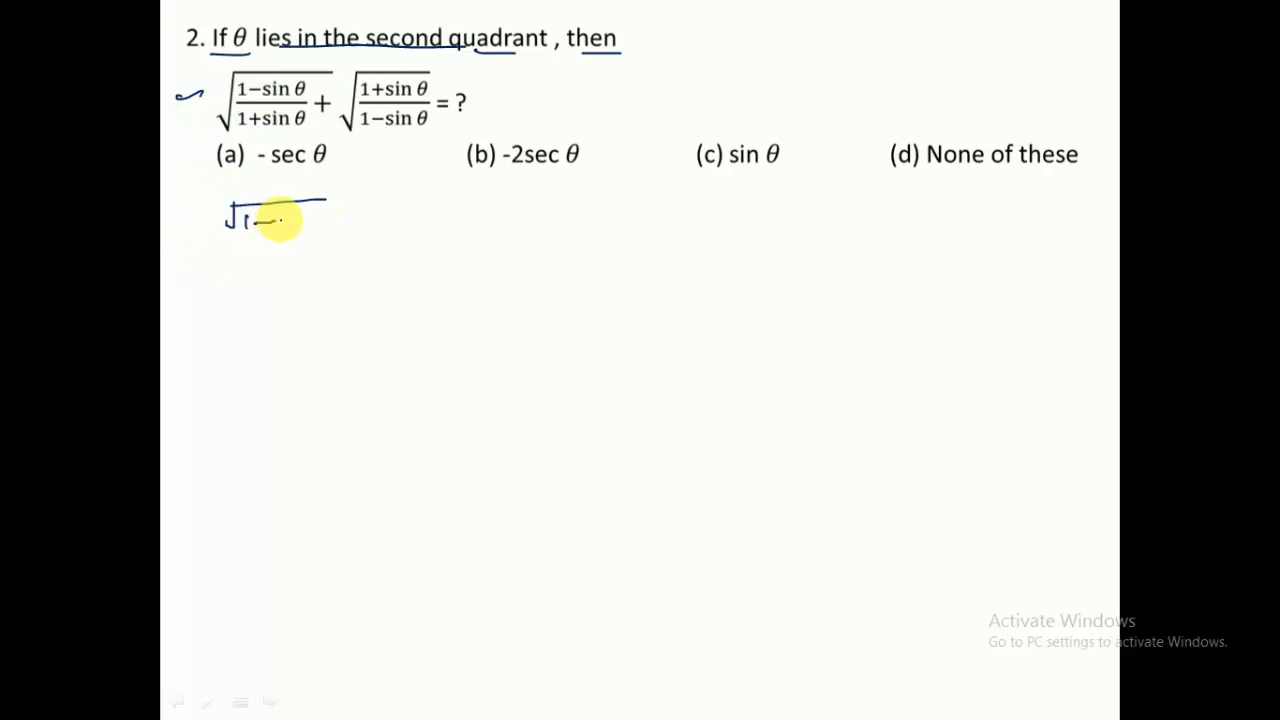 2. If θ lies in the second quadrant , then
√((1−sin θ)/(1+sin θ)) + √((1+sin θ)/(1−sin θ)) = ?
(a) - sec θ (b) -2sec θ (c) sin θ (d) None of these
√1−
Activate Windows
Go to PC settings to activate Windows.